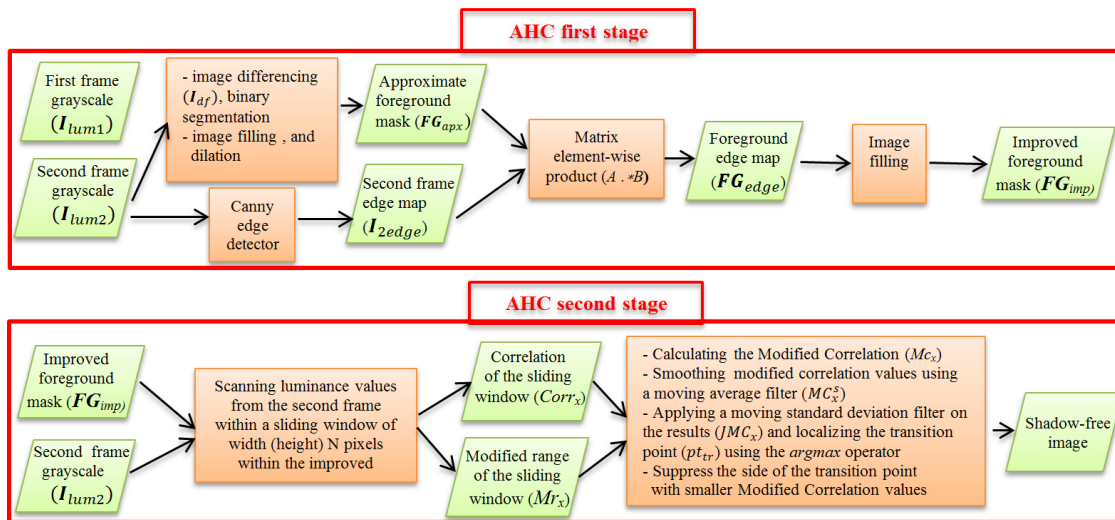 AHC first stage
First frame
grayscale
(I_lum1)
Second frame
grayscale
(I_lum2)
- image differencing
(I_df), binary
segmentation
- image filling , and
dilation
Canny
edge
detector
Approximate
foreground
mask (FG_apx)
Second frame
edge map
(I_2edge)
Matrix
element-wise
product (A .*B)
Foreground
edge map
(FG_edge)
Image
filling
Improved
foreground
mask (FG_imp)
AHC second stage
Improved
foreground
mask (FG_imp)
Second frame
grayscale
(I_lum2)
Scanning luminance values
from the second frame
within a sliding window of
width (height) N pixels
within the improved
Correlation
of the sliding
window (Corr_x)
Modified range
of the sliding
window (Mr_x)
- Calculating the Modified Correlation (Mc_x)
- Smoothing modified correlation values using
a moving average filter (MC_x^s)
- Applying a moving standard deviation filter on
the results (JMC_x) and localizing the transition
point (pt_tr) using the argmax operator
- Suppress the side of the transition point
with smaller Modified Correlation values
Shadow-free
image